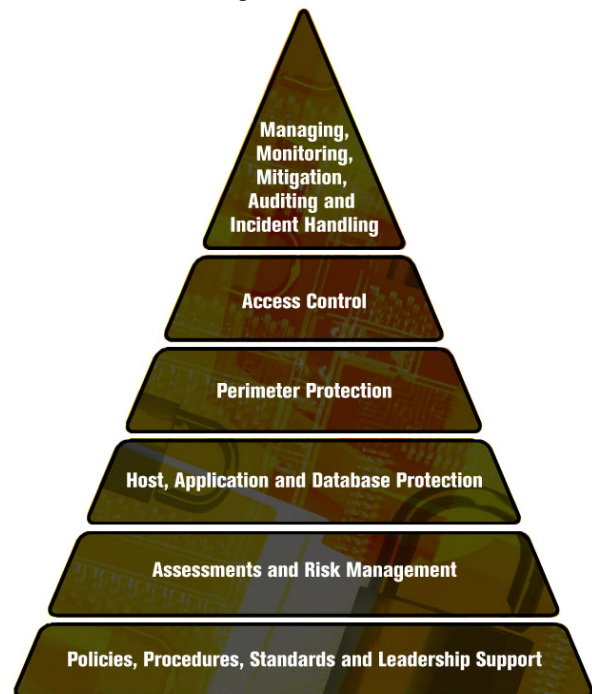 Managing,
Monitoring,
Mitigation,
Auditing and
Incident Handling
Access Control
Perimeter Protection
Host, Application and Database Protection
Assessments and Risk Management
Policies, Procedures, Standards and Leadership Support